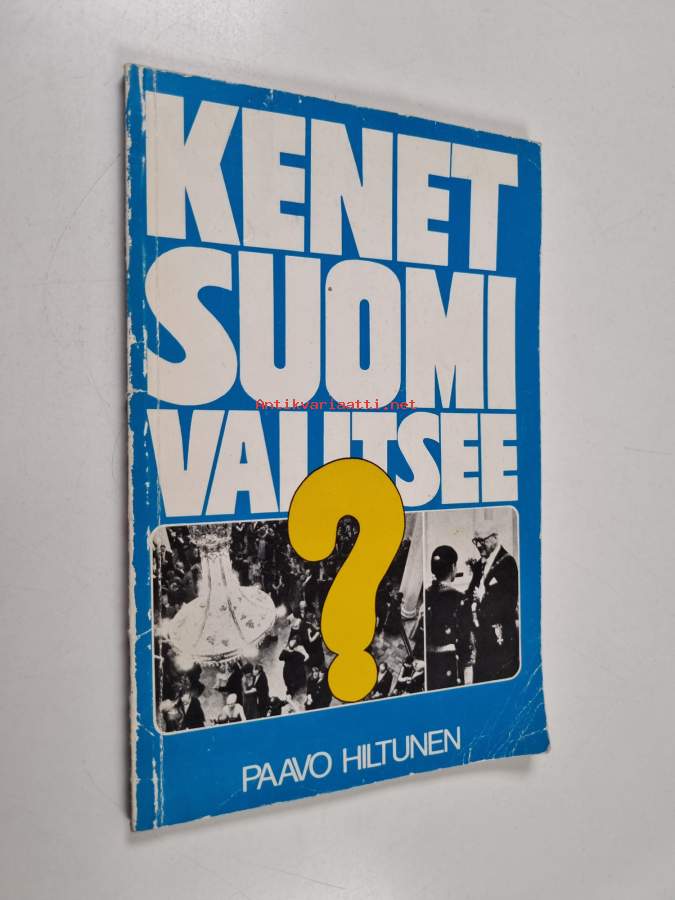 KENET
SUOMI
Antikvariaatti.net
VALITSEE
?
PAAVO HILTUNEN